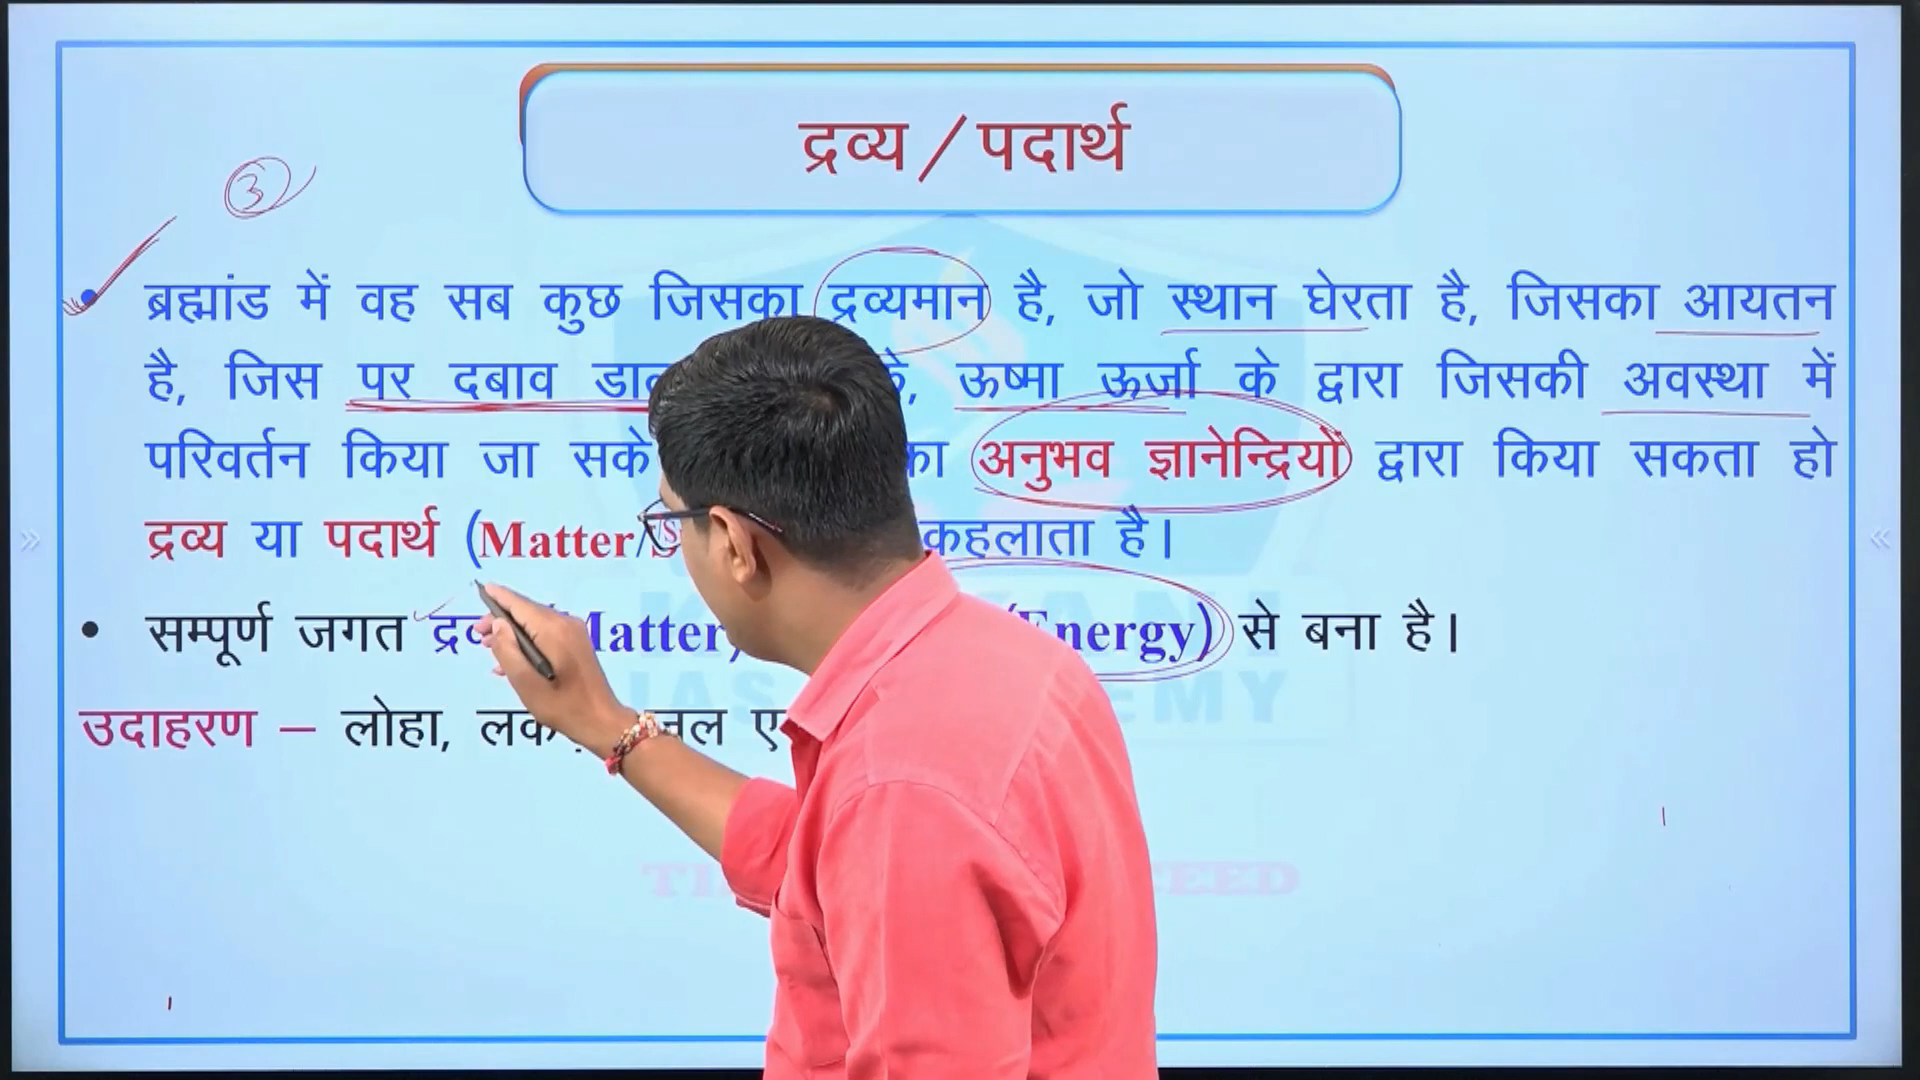 द्रव्य / पदार्थ
3
• ब्रह्मांड में वह सब कुछ जिसका द्रव्यमान है, जो स्थान घेरता है, जिसका आयतन
है, जिस पर दबाव के, ऊष्मा ऊर्जा के द्वारा जिसकी अवस्था में
परिवर्तन किया जा सके का अनुभव ज्ञानेन्द्रियों द्वारा किया सकता हो
द्रव्य या पदार्थ (Matter/ कहलाता है।
• सम्पूर्ण जगत (Matter) (Energy) से बना है।
उदाहरण – लोहा, जल